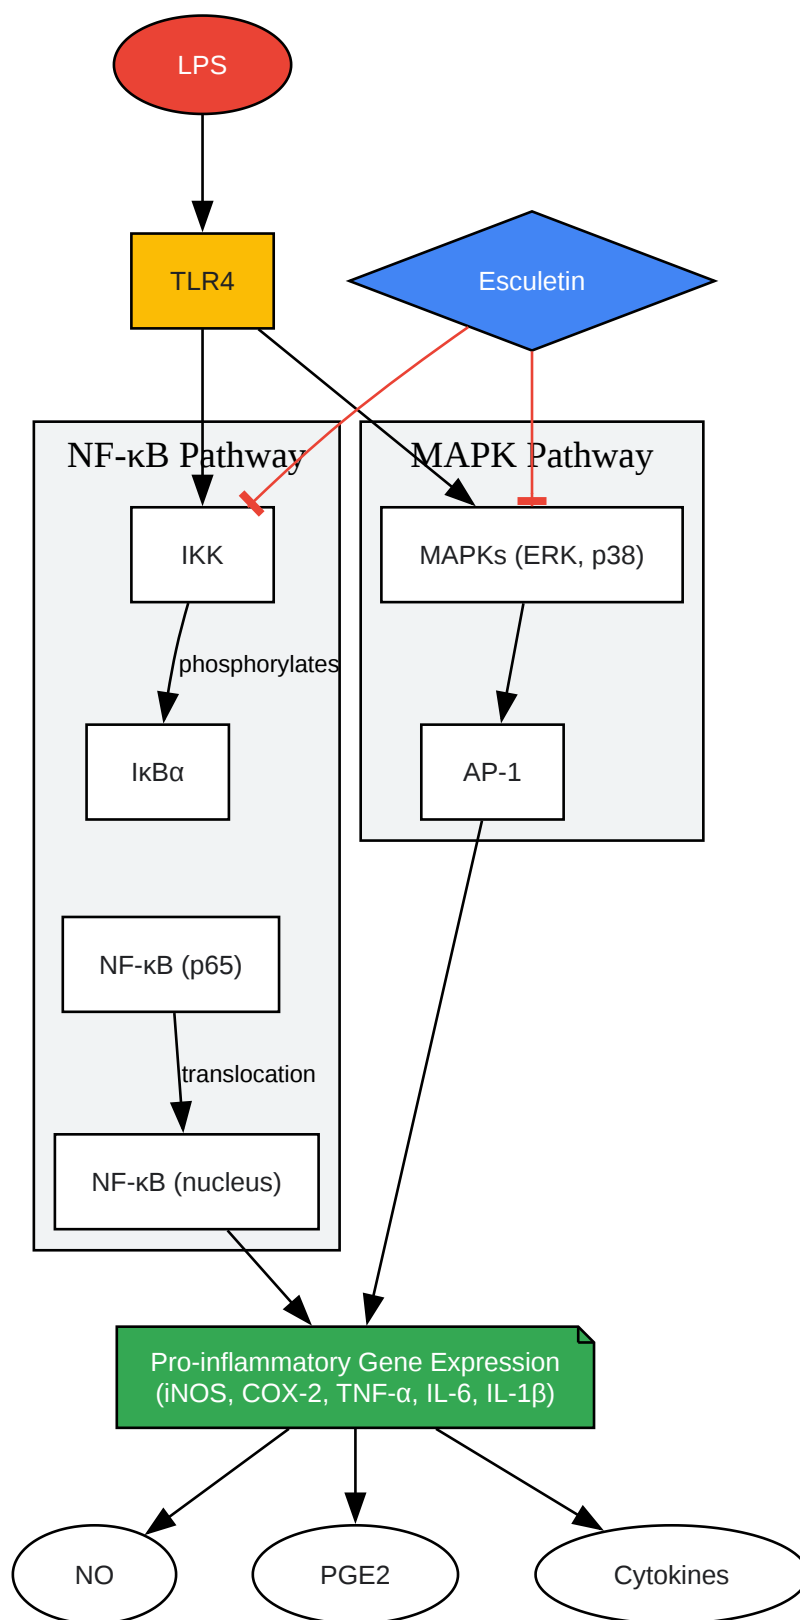 LPS
TLR4
Esculetin
NF-κB Pathway
MAPK Pathway
IKK
MAPKs (ERK, p38)
phosphorylates
IκBα
AP-1
NF-κB (p65)
translocation
NF-κB (nucleus)
Pro-inflammatory Gene Expression
(iNOS, COX-2, TNF-α, IL-6, IL-1β)
NO
PGE2
Cytokines